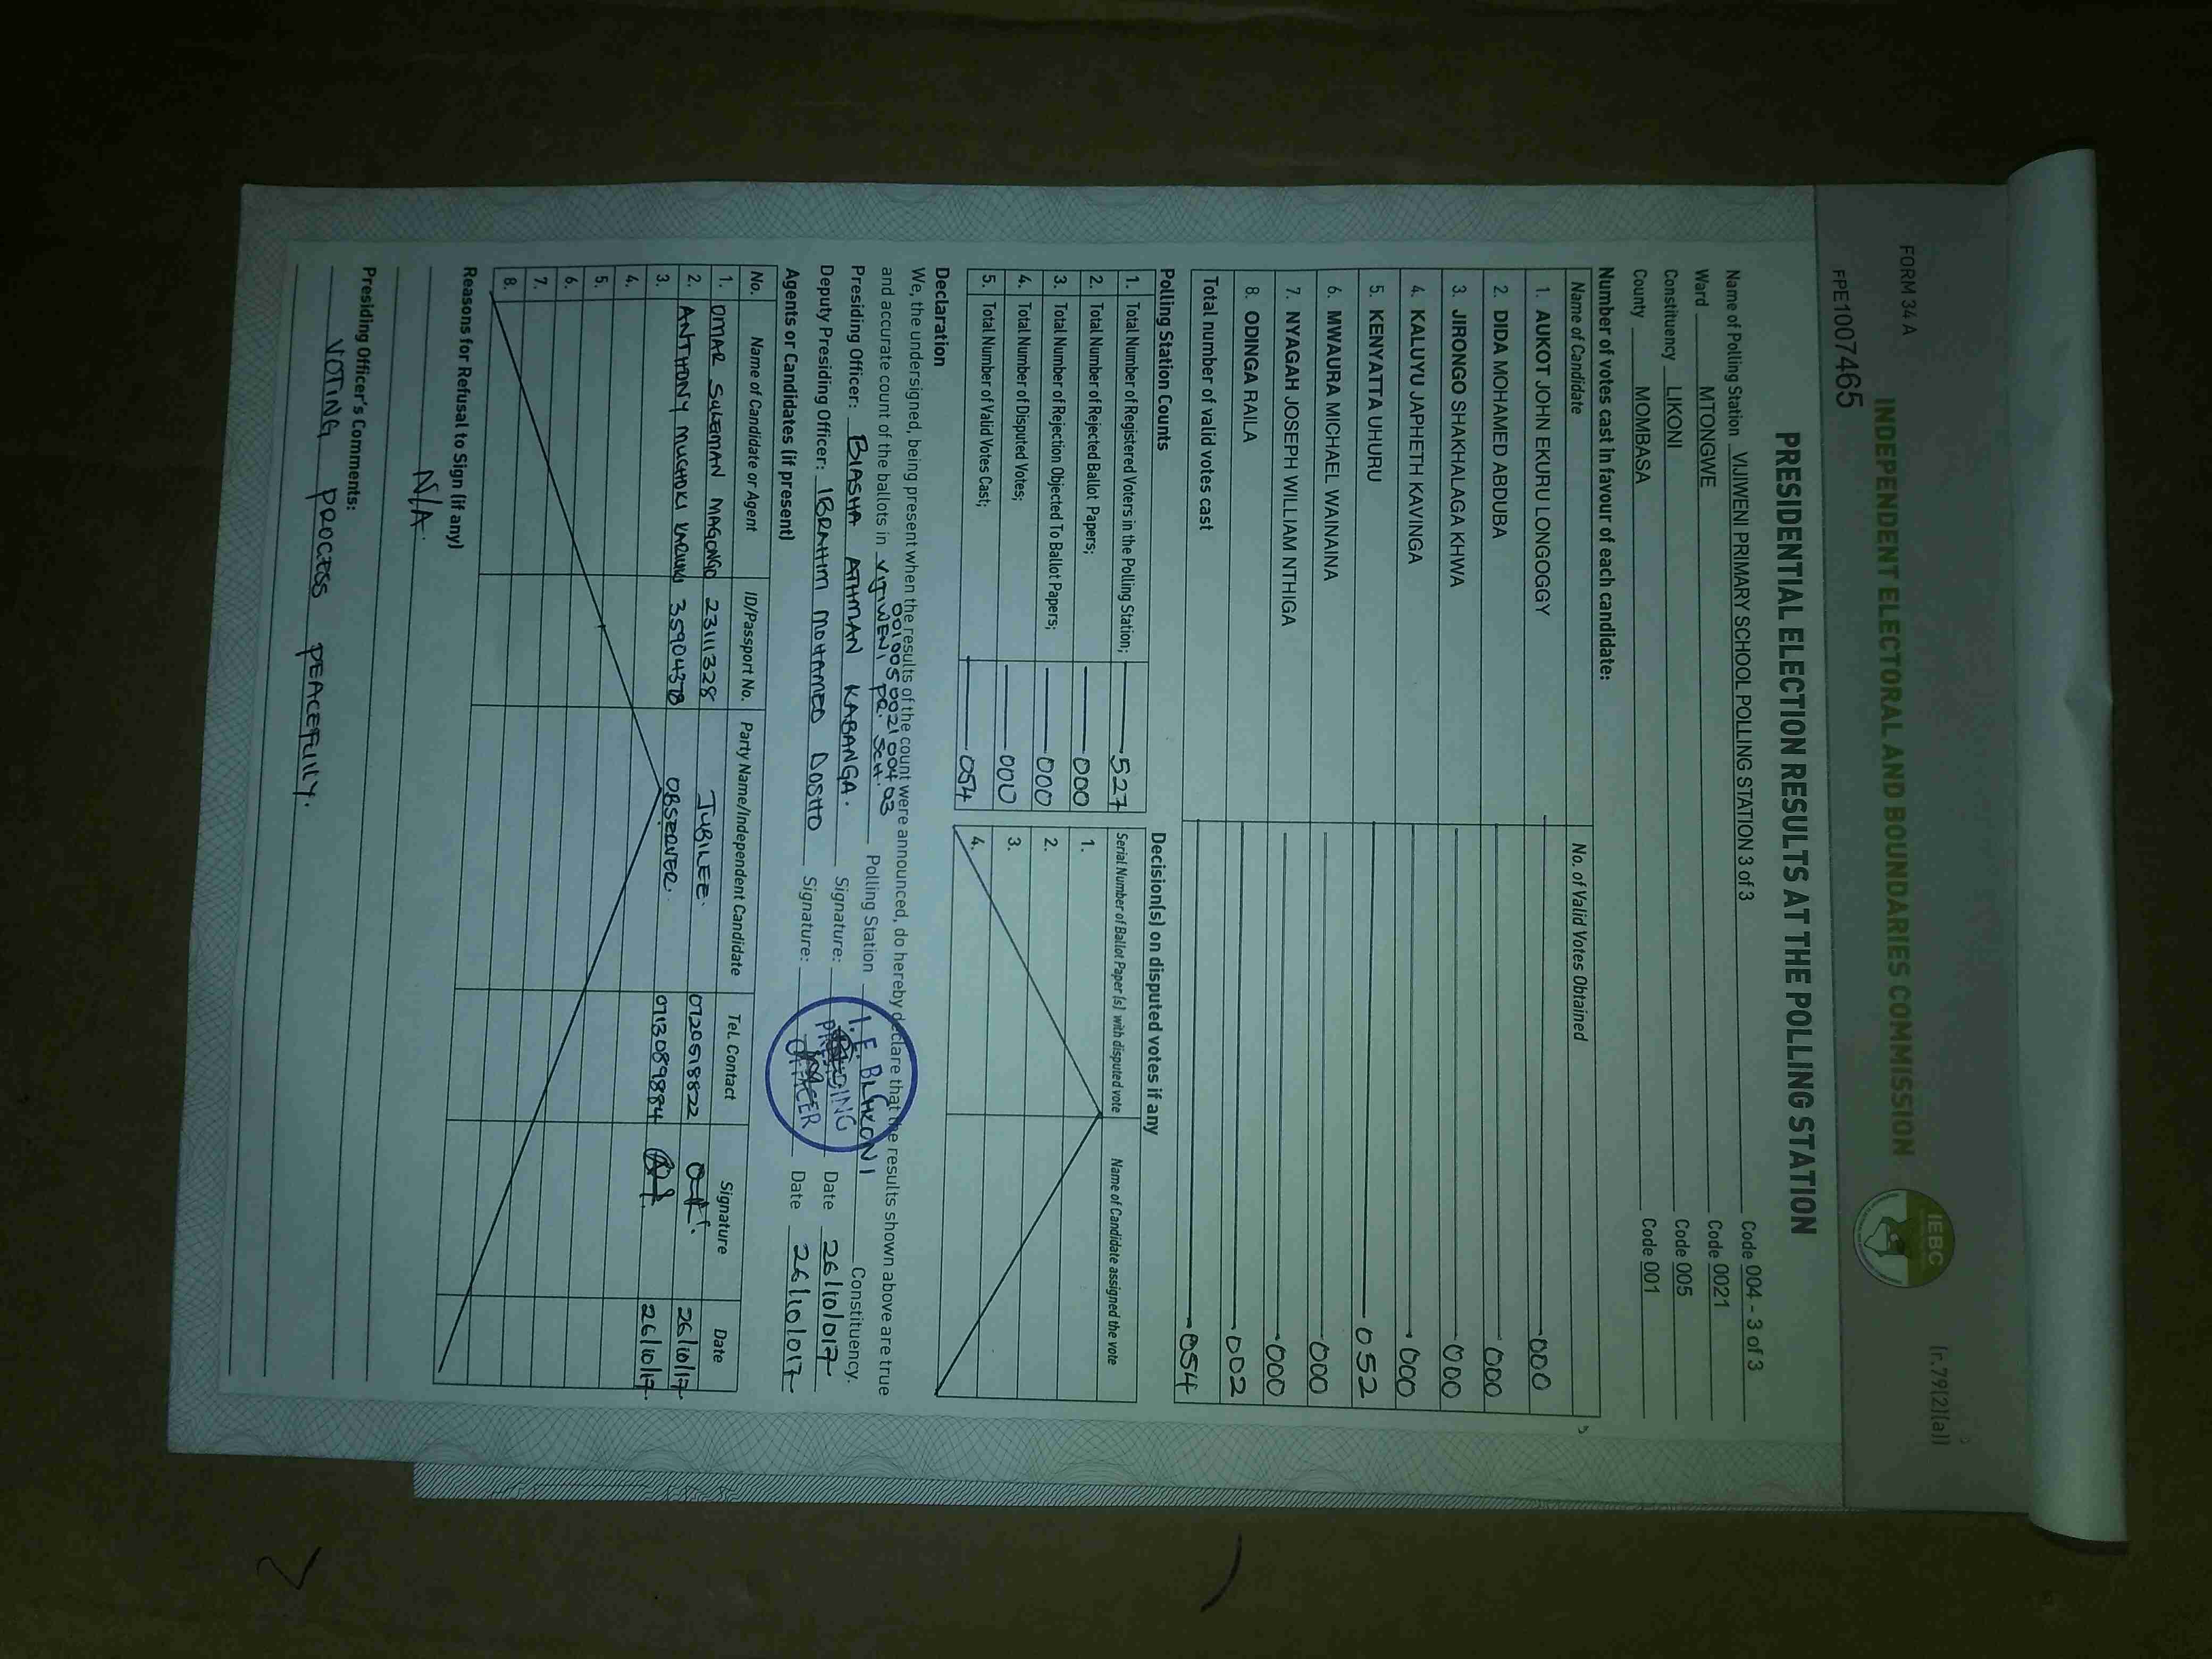 FORM 34 A
(r.79(2)(a))
INDEPENDENT ELECTORAL AND BOUNDARIES COMMISSION
IEBC
FPE1007465
PRESIDENTIAL ELECTION RESULTS AT THE POLLING STATION
Name of Polling Station VIJIWENI PRIMARY SCHOOL POLLING STATION 3 of 3 Code 004 - 3 of 3
Ward MTONGWE Code 0021
Constituency LIKONI Code 005
County MOMBASA Code 001
Number of votes cast in favour of each candidate:
Name of Candidate No. of Valid Votes Obtained
1. AUKOT JOHN EKURU LONGOGGY 000
2. DIDA MOHAMED ABDUBA 000
3. JIRONGO SHAKHALAGA KHWA 000
4. KALUYU JAPHETH KAVINGA 000
5. KENYATTA UHURU 052
6. MWAURA MICHAEL WAINAINA 000
7. NYAGAH JOSEPH WILLIAM NTHIGA 000
8. ODINGA RAILA 002
Total number of valid votes cast 054
Polling Station Counts
1. Total Number of Registered Voters in the Polling Station; 527
2. Total Number of Rejected Ballot Papers; 000
3. Total Number of Rejection Objected To Ballot Papers; 000
4. Total Number of Disputed Votes; 000
5. Total Number of Valid Votes Cast; 054
Decision(s) on disputed votes if any
Serial Number of Ballot Paper (s) with disputed vote Name of Candidate assigned the vote
1.
2.
3.
4.
Declaration
We, the undersigned, being present when the results of the count were announced, do hereby declare that the results shown above are true
001005002100403
and accurate count of the ballots in VIJIWENI PR. SCH. Polling Station I.E.B.C LIKONI Constituency.
Presiding Officer: BIASHA ATHMAN KABANGA. Signature: Date 26/10/017
Deputy Presiding Officer: IBRAHIM MOHAMED DOSHO Signature: Date 26/10/017
PRESIDING
OFFICER
Agents or Candidates (if present)
No. Name of Candidate or Agent ID/Passport No. Party Name/Independent Candidate Tel. Contact Signature Date
1. OMAR SULEMAN MAGONGO 23111328 JUBILEE. 0720518822 26/10/17
2. ANTHONY MUCHOKI 35904378 OBSERVER. 0713089884 26/10/17
3.
4.
5.
6.
7.
8.
Reasons for Refusal to Sign (if any)
N/A.
Presiding Officer's Comments:
VOTING PROCESS PEACEFULLY.